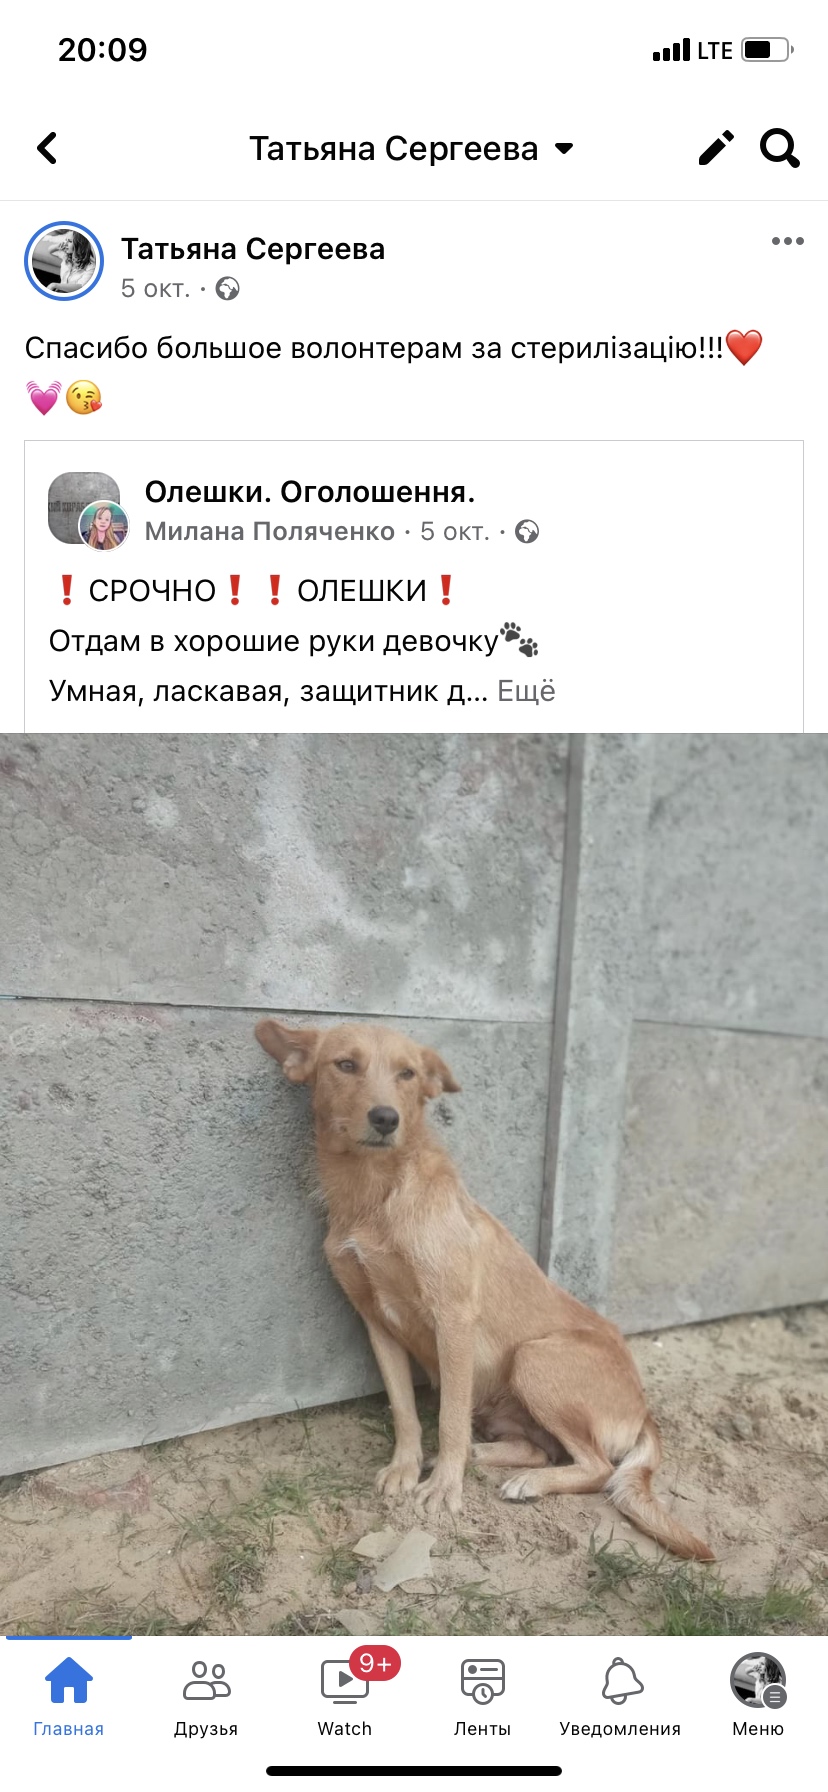 20:09
LTE
Татьяна Сергеева
Татьяна Сергеева
5 окт. ·
Спасибо большое волонтерам за стерилізацію!!!❤️
💓😘
Олешки. Оголошення.
Милана Поляченко · 5 окт. ·
❗СРОЧНО❗❗ОЛЕШКИ❗
Отдам в хорошие руки девочку🐾
Умная, ласкавая, защитник д... Ещё
9+
Главная
Друзья
Watch
Ленты
Уведомления
Меню